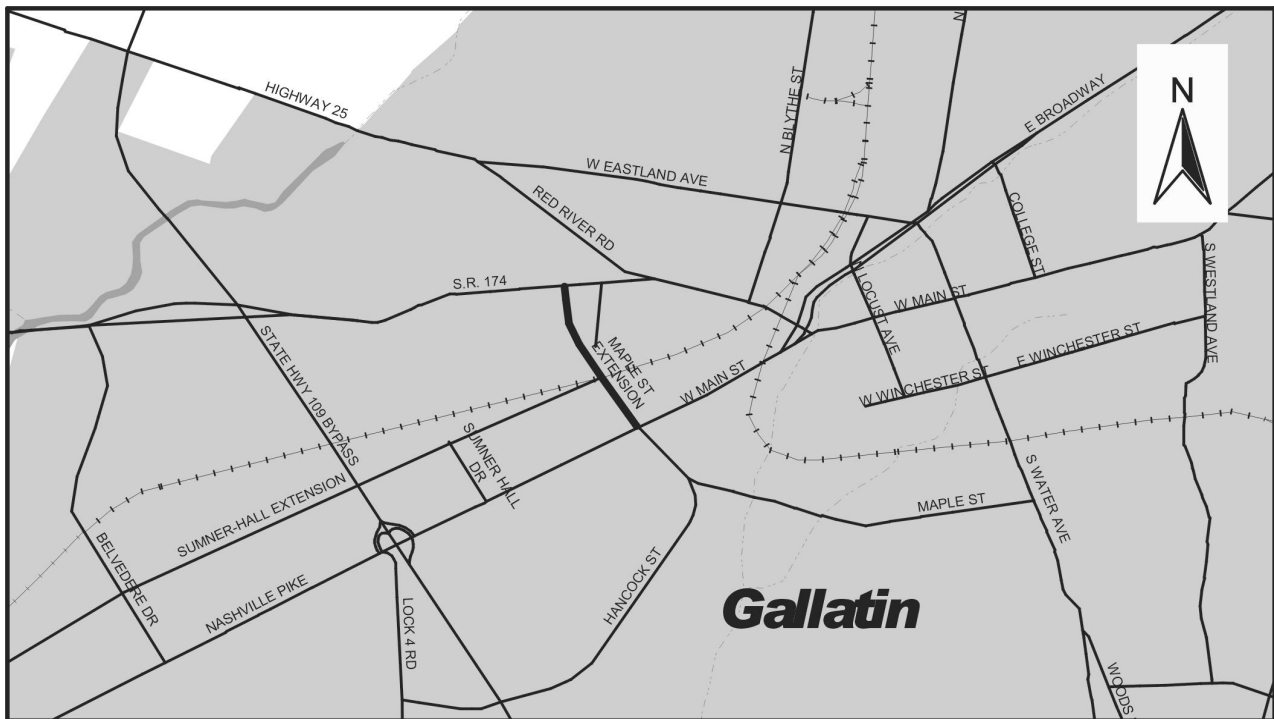 N
HIGHWAY 25
N BLYTHE ST
E BROADWAY
N
W EASTLAND AVE
RED RIVER RD
COLLEGE ST
S.R. 174
S WESTLAND AVE
W MAIN ST
N LOCUST AVE
STATE HWY 109 BYPASS
MAPLE ST
EXTENSION
E WINCHESTER ST
W MAIN ST
W WINCHESTER ST
SUMNER HALL
DR
SUMNER-HALL EXTENSION
S WATER AVE
MAPLE ST
BELVEDERE DR
NASHVILLE PIKE
HANCOCK ST
LOCK 4 RD
Gallatin
WOODS